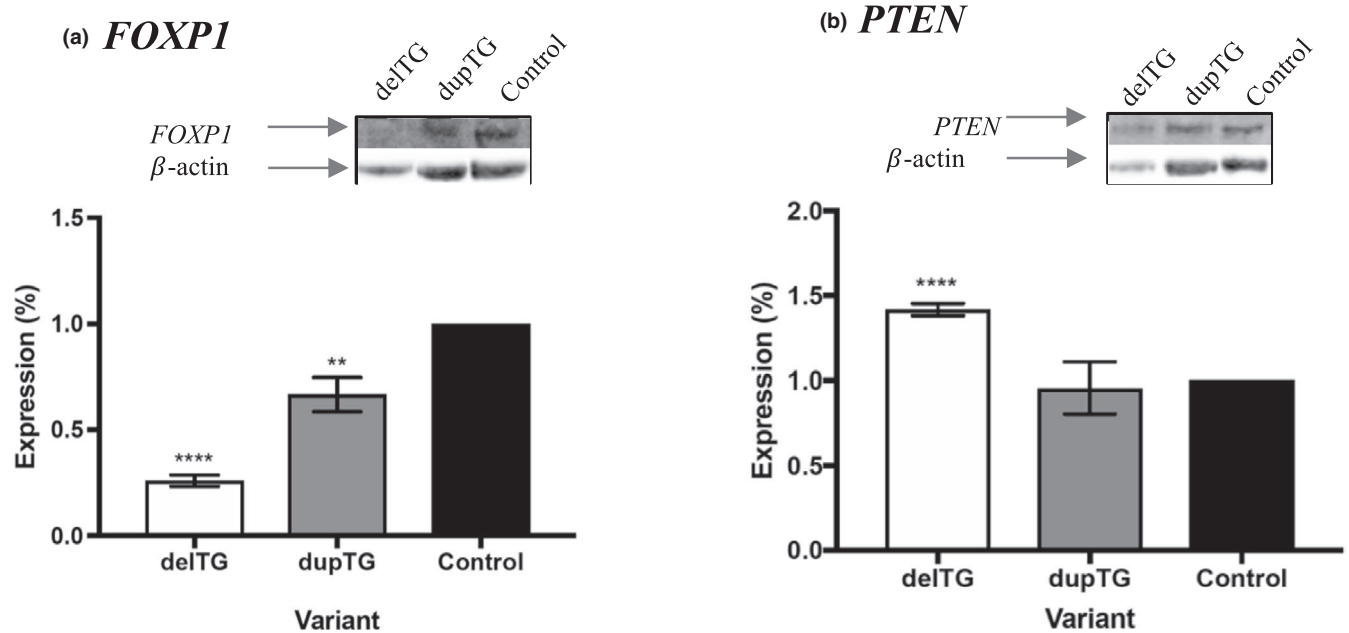 (a) FOXP1
delTG dupTG Control
FOXP1
β-actin
1.5
1.0
0.5
0.0
Expression (%)
****
**
delTG dupTG Control
Variant
(b) PTEN
delTG dupTG Control
PTEN
β-actin
2.0
1.5
1.0
0.5
0.0
Expression (%)
****
delTG dupTG Control
Variant